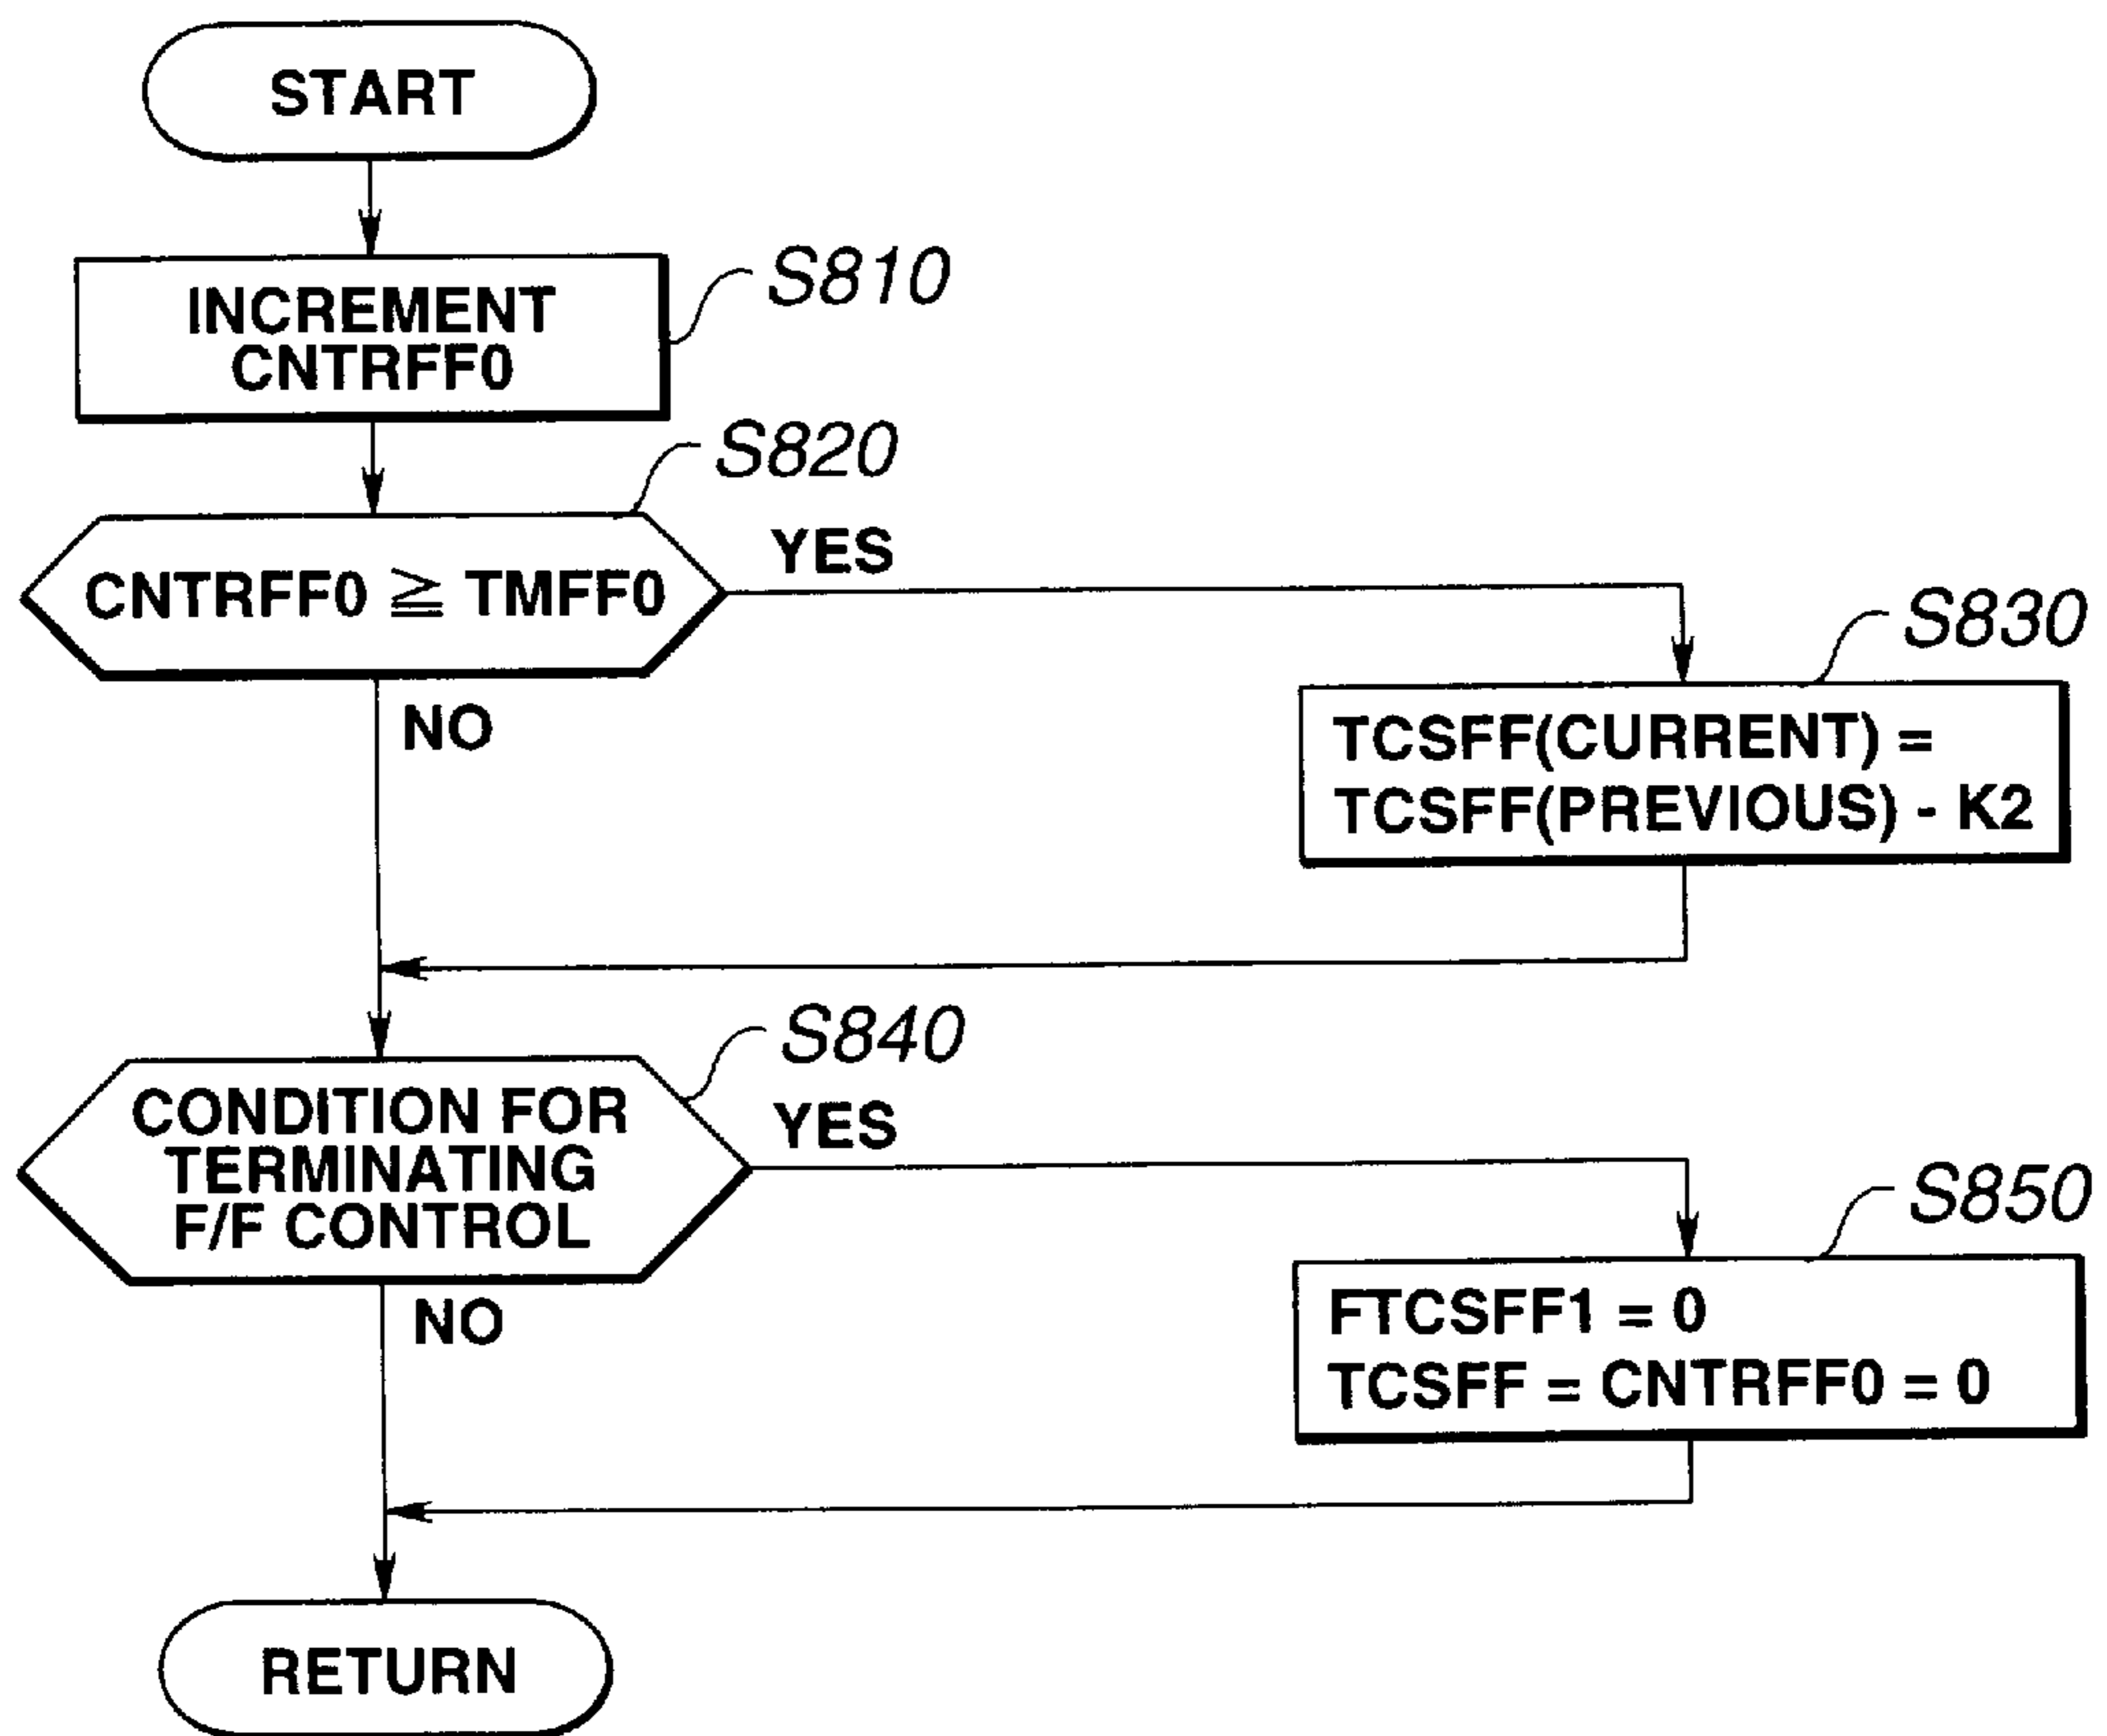 START
INCREMENT
CNTRFF0
S810
S820
CNTRFF0 ≧ TMFF0
YES
NO
S830
TCSFF(CURRENT) =
TCSFF(PREVIOUS) - K2
S840
CONDITION FOR
TERMINATING
F/F CONTROL
YES
NO
S850
FTCSFF1 = 0
TCSFF = CNTRFF0 = 0
RETURN